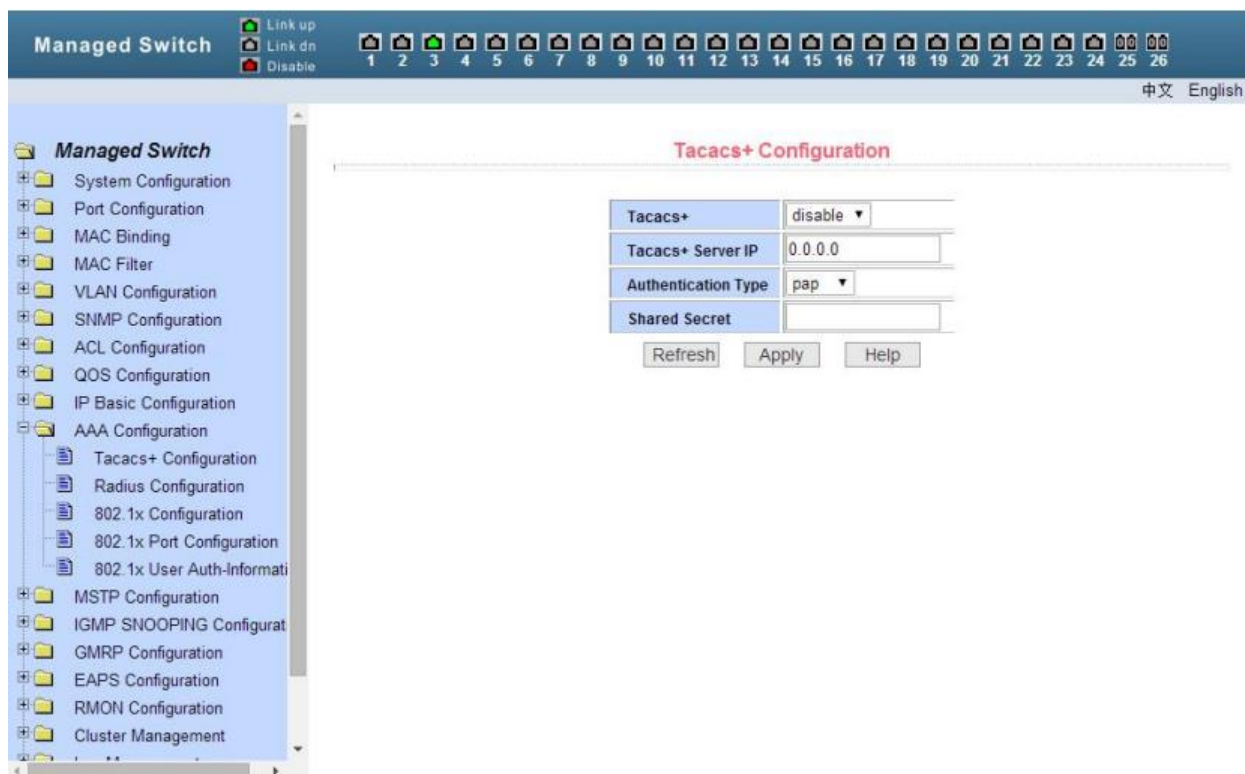 Managed Switch
Link up
Link dn
Disable
1 2 3 4 5 6 7 8 9 10 11 12 13 14 15 16 17 18 19 20 21 22 23 24 25 26
中文 English
Managed Switch
System Configuration
Port Configuration
MAC Binding
MAC Filter
VLAN Configuration
SNMP Configuration
ACL Configuration
QOS Configuration
IP Basic Configuration
AAA Configuration
Tacacs+ Configuration
Radius Configuration
802.1x Configuration
802.1x Port Configuration
802.1x User Auth-Informati
MSTP Configuration
IGMP SNOOPING Configurat
GMRP Configuration
EAPS Configuration
RMON Configuration
Cluster Management
Tacacs+ Configuration
Tacacs+ disable
Tacacs+ Server IP 0.0.0.0
Authentication Type pap
Shared Secret
Refresh Apply Help